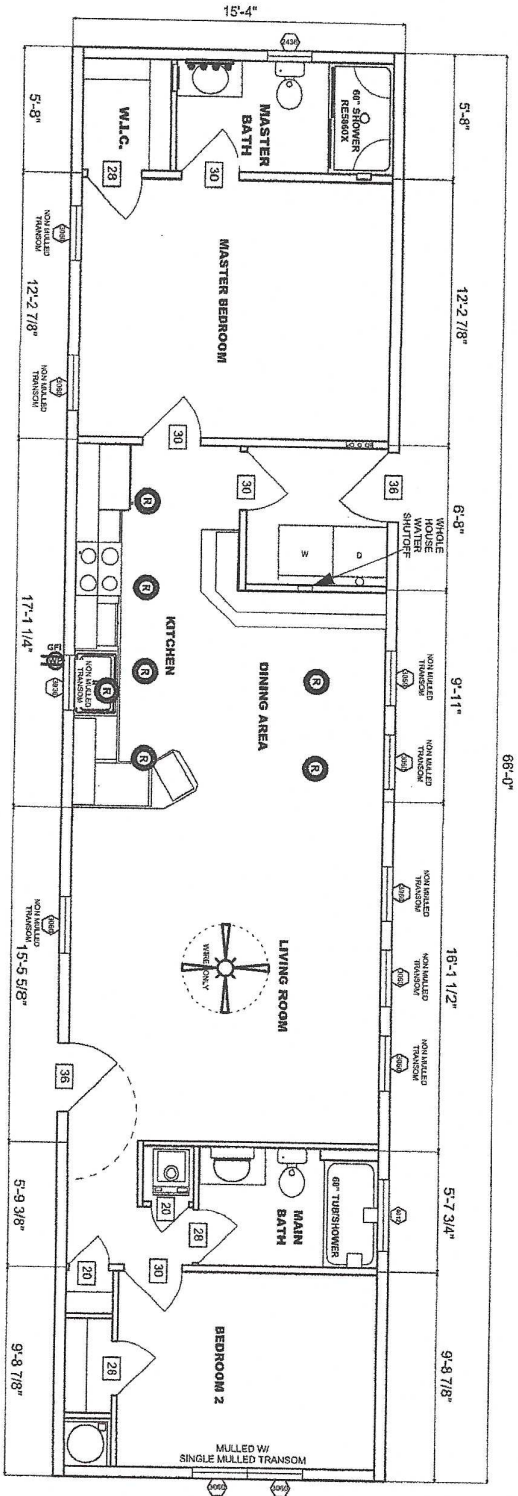 15'-4"
66'-0"
5'-8"
12'-2 7/8"
6'-8"
9'-11"
16'-1 1/2"
5'-7 3/4"
9'-8 7/8"
2436
60" SHOWER
RE5860X
MASTER
BATH
W.I.C.
28
30
MASTER BEDROOM
30
30
36
WHOLE
HOUSE
WATER
SHUTOFF
W
D
KITCHEN
R
R
R
R
R
DINING AREA
R
R
GFI
NON MULLED
TRANSOM
NON MULLED
TRANSOM
NON MULLED
TRANSOM
NON MULLED
TRANSOM
NON MULLED
TRANSOM
NON MULLED
TRANSOM
NON MULLED
TRANSOM
NON MULLED
TRANSOM
NON MULLED
TRANSOM
LIVING ROOM
WIRE ONLY
36
60" TUB/SHOWER
MAIN
BATH
20
28
30
20
BEDROOM 2
MULLED W/
SINGLE MULLED TRANSOM
5'-8"
12'-2 7/8"
17'-1 1/4"
15'-5 5/8"
5'-9 3/8"
9'-8 7/8"